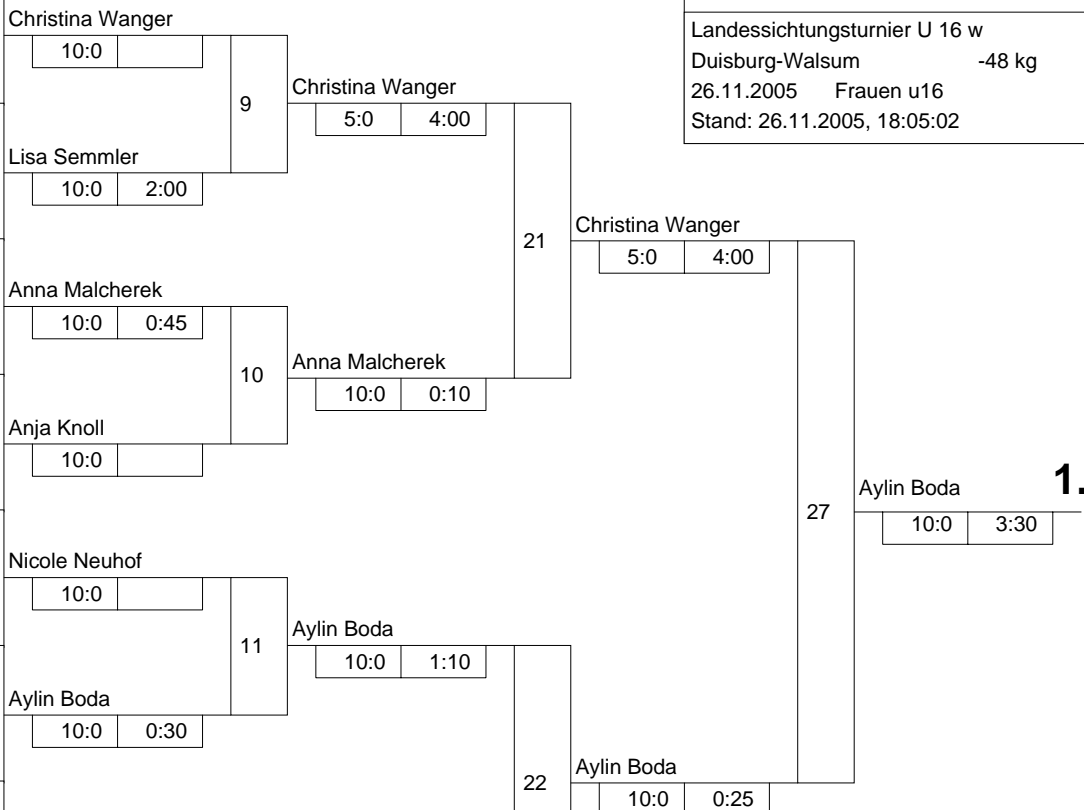 Christina Wanger
10:0
9
Lisa Semmler
10:0 2:00
Anna Malcherek
10:0 0:45
10
Anja Knoll
10:0
Nicole Neuhof
10:0
11
Aylin Boda
10:0 0:30
Christina Wanger
5:0 4:00
21
Anna Malcherek
10:0 0:10
Aylin Boda
10:0 1:10
22
Christina Wanger
5:0 4:00
27
Aylin Boda
10:0 0:25
Aylin Boda 1.
10:0 3:30
Landessichtungsturnier U 16 w
Duisburg-Walsum -48 kg
26.11.2005 Frauen u16
Stand: 26.11.2005, 18:05:02